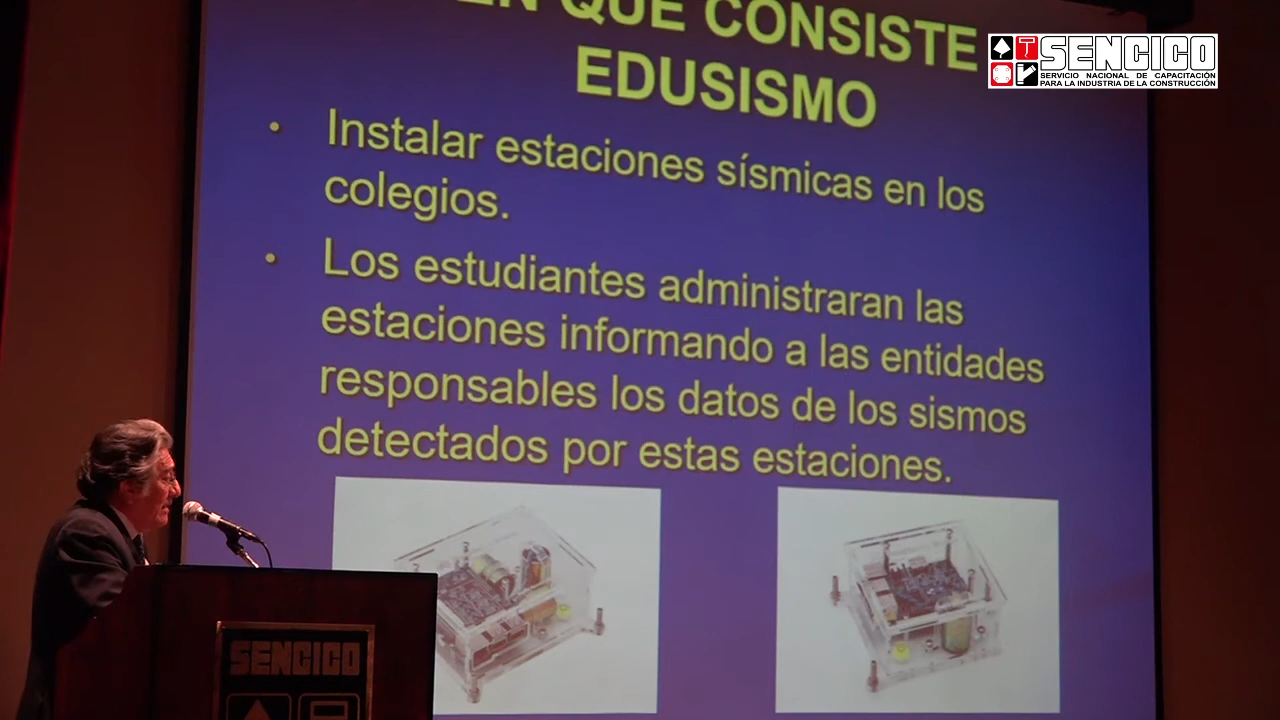 EN QUE CONSISTE
EDUSISMO
• Instalar estaciones sísmicas en los
colegios.
• Los estudiantes administraran las
estaciones informando a las entidades
responsables los datos de los sismos
detectados por estas estaciones.
SENCICO
SERVICIO NACIONAL DE CAPACITACIÓN
PARA LA INDUSTRIA DE LA CONSTRUCCIÓN
SENCICO